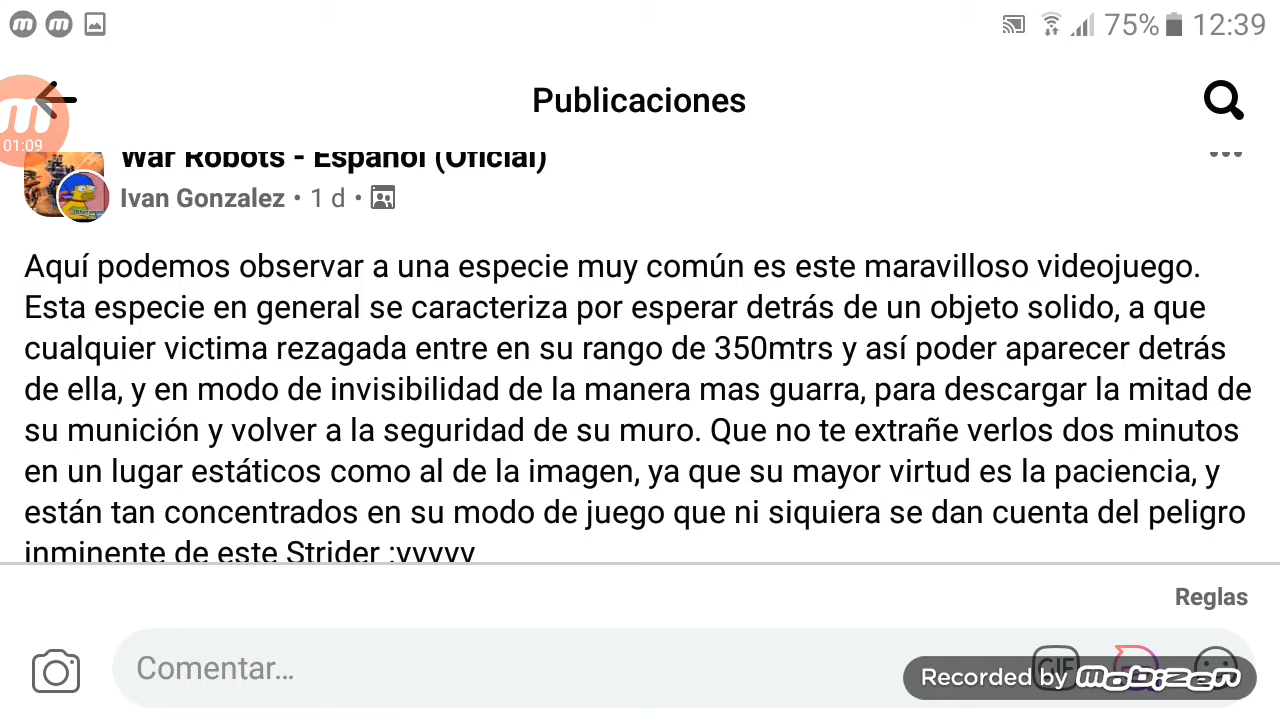 75% 12:39
Publicaciones
01:09
War Robots - Español (Oficial)
Ivan Gonzalez • 1 d •
Aquí podemos observar a una especie muy común es este maravilloso videojuego.
Esta especie en general se caracteriza por esperar detrás de un objeto solido, a que
cualquier victima rezagada entre en su rango de 350mtrs y así poder aparecer detrás
de ella, y en modo de invisibilidad de la manera mas guarra, para descargar la mitad de
su munición y volver a la seguridad de su muro. Que no te extrañe verlos dos minutos
en un lugar estáticos como al de la imagen, ya que su mayor virtud es la paciencia, y
están tan concentrados en su modo de juego que ni siquiera se dan cuenta del peligro
inminente de este Strider :vvvvv
Reglas
Comentar...
GIF
Recorded by mobizen